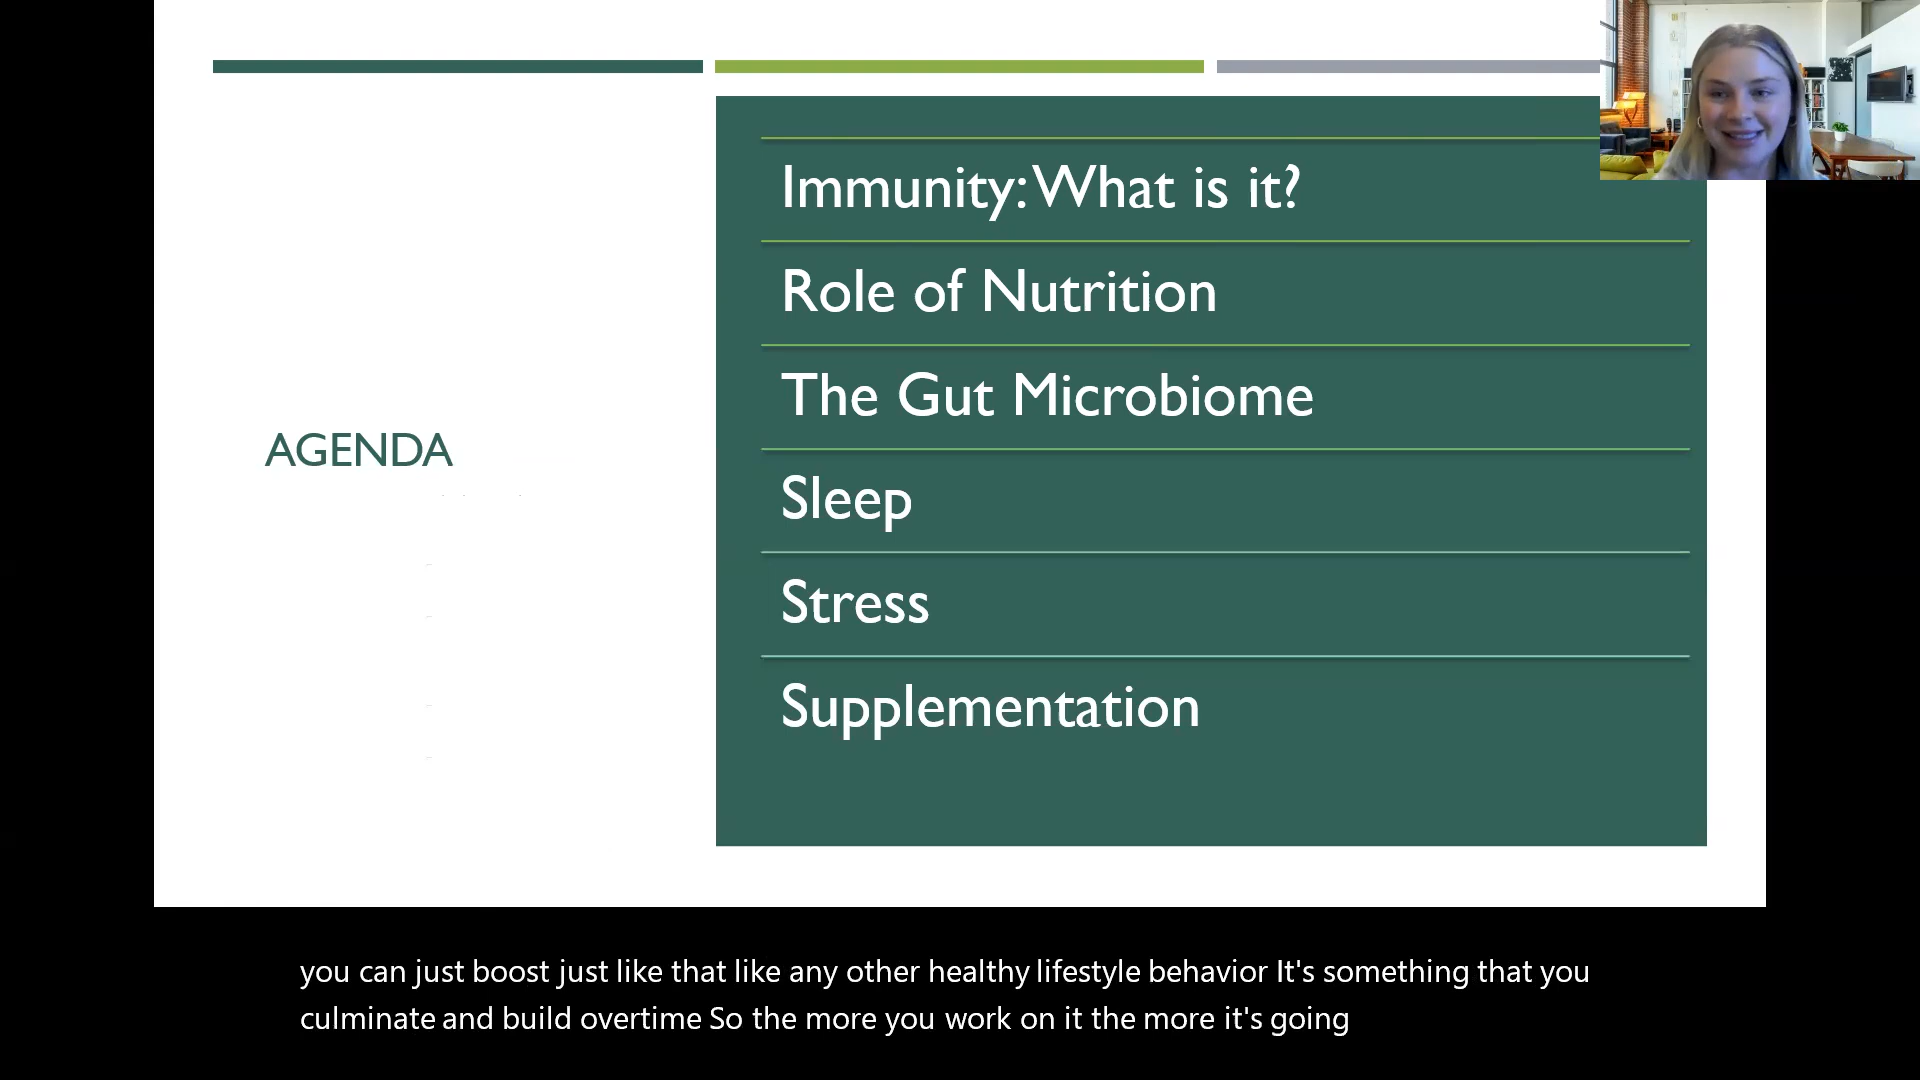 AGENDA
Immunity: What is it?
Role of Nutrition
The Gut Microbiome
Sleep
Stress
Supplementation
you can just boost just like that like any other healthy lifestyle behavior It's something that you
culminate and build overtime So the more you work on it the more it's going